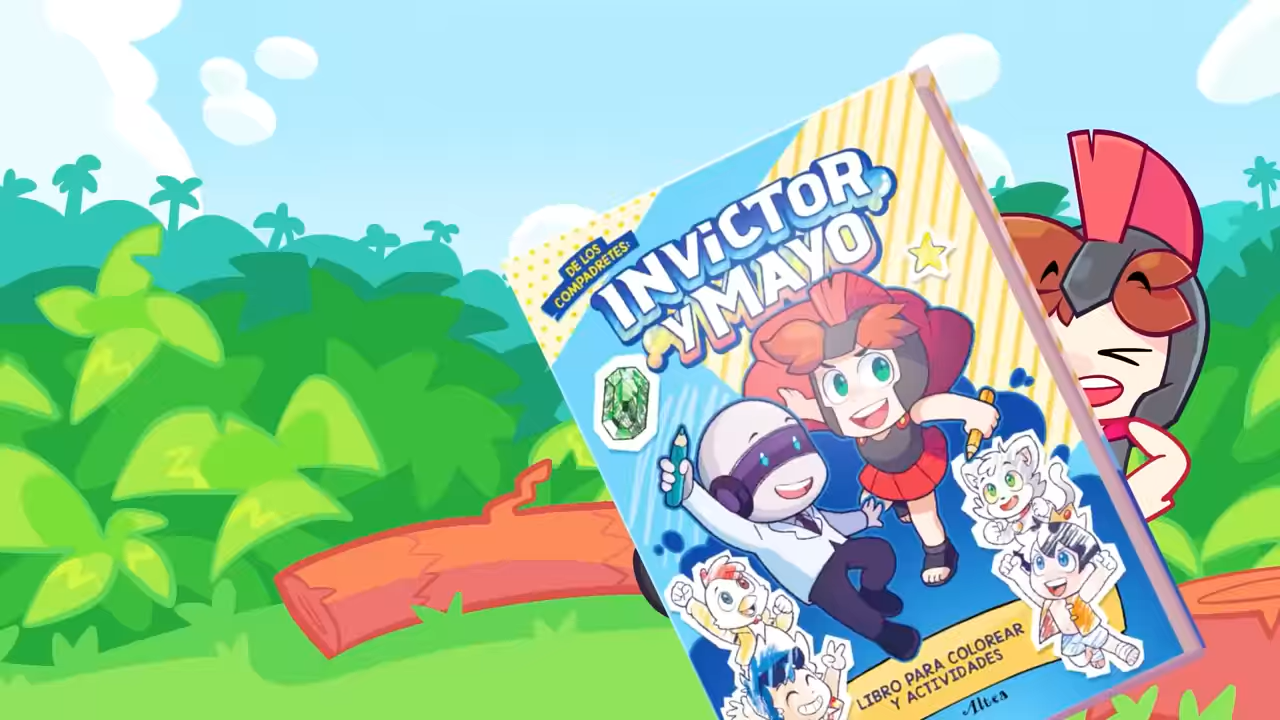 DE LOS
COMPADRETES:
INVICTOR
Y MAYO
LIBRO PARA COLOREAR
Y ACTIVIDADES
Altea